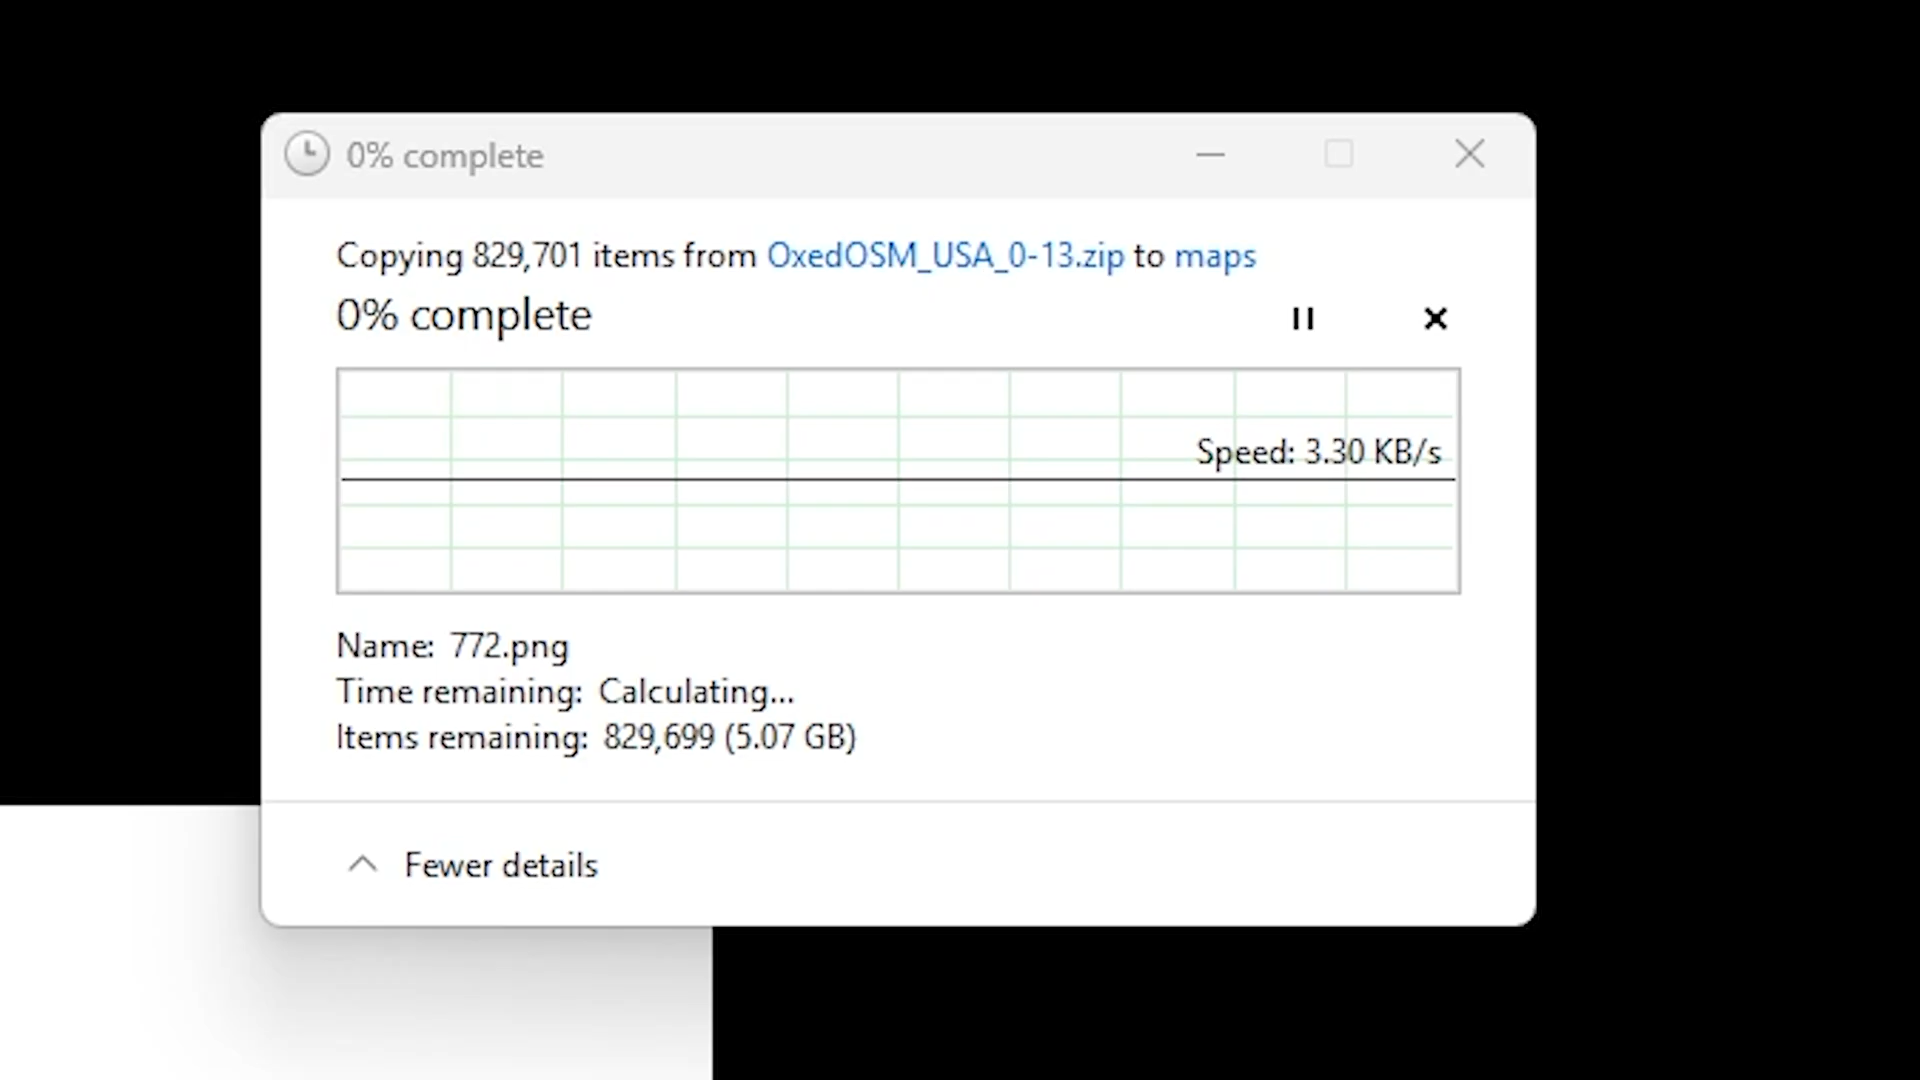 0% complete
Copying 829,701 items from OxedOSM_USA_0-13.zip to maps
0% complete
Speed: 3.30 KB/s
Name: 772.png
Time remaining: Calculating...
Items remaining: 829,699 (5.07 GB)
Fewer details